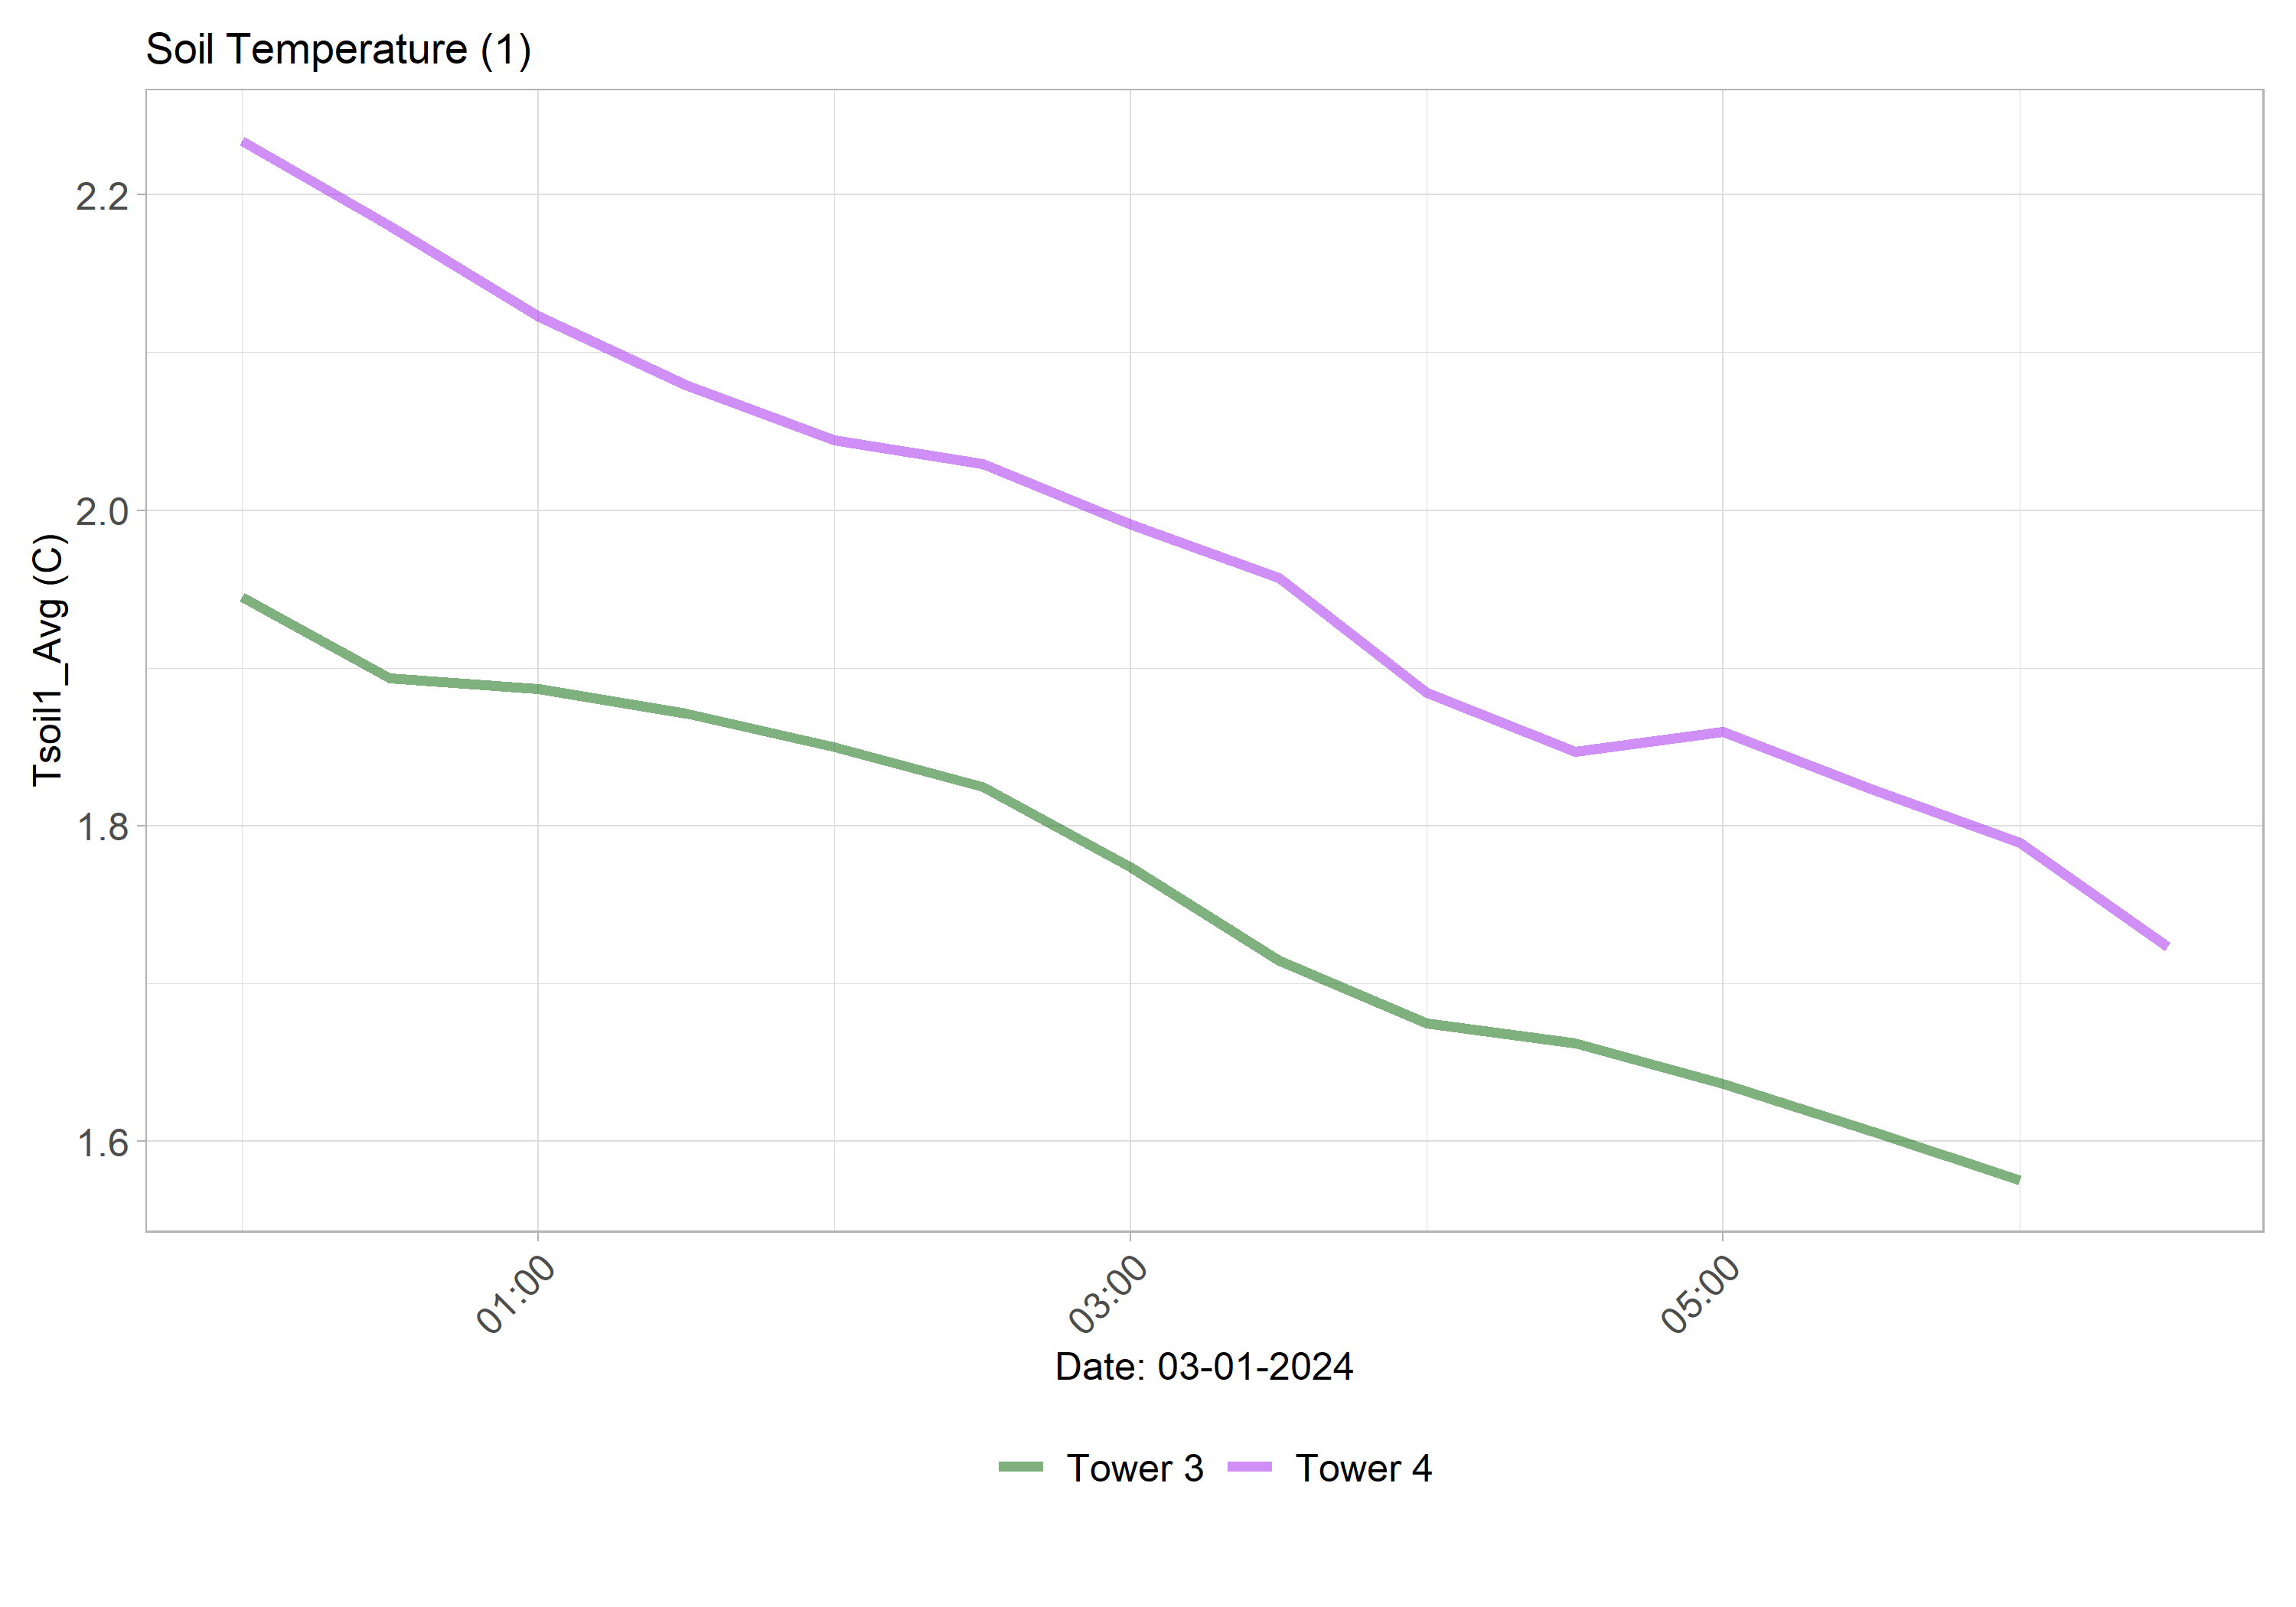 Soil Temperature (1)
Tsoil1_Avg (C)
2.2
2.0
1.8
1.6
01:00 03:00 05:00
Date: 03-01-2024
Tower 3 Tower 4